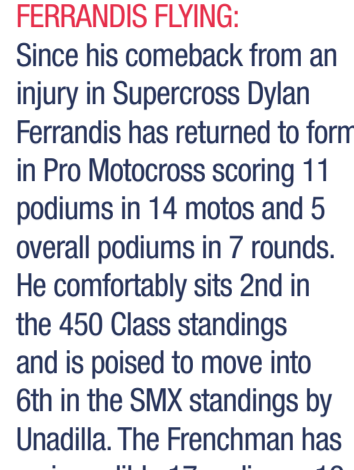 FERRANDIS FLYING:
Since his comeback from an
injury in Supercross Dylan
Ferrandis has returned to form
in Pro Motocross scoring 11
podiums in 14 motos and 5
overall podiums in 7 rounds.
He comfortably sits 2nd in
the 450 Class standings
and is poised to move into
6th in the SMX standings by
Unadilla. The Frenchman has